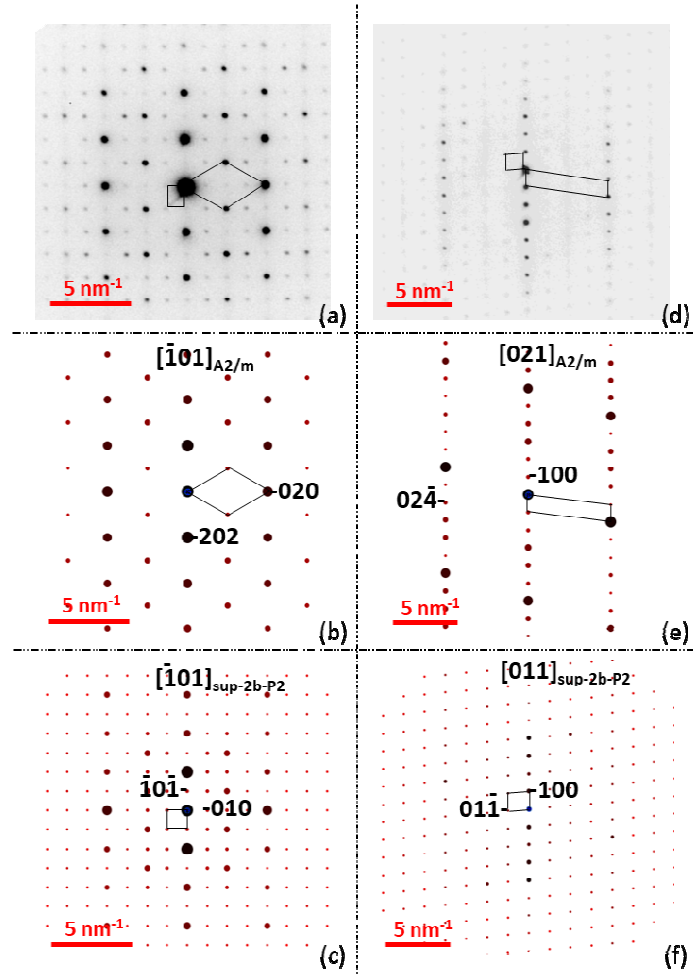 5 nm⁻¹
(a)
5 nm⁻¹
(d)
[1̄01]A2/m
-020
-202
5 nm⁻¹
(b)
[021]A2/m
-100
024̄-
5 nm⁻¹
(e)
[1̄01]sup-2b-P2
1̄01̄-
-010
5 nm⁻¹
(c)
[011]sup-2b-P2
-100
011̄-
5 nm⁻¹
(f)